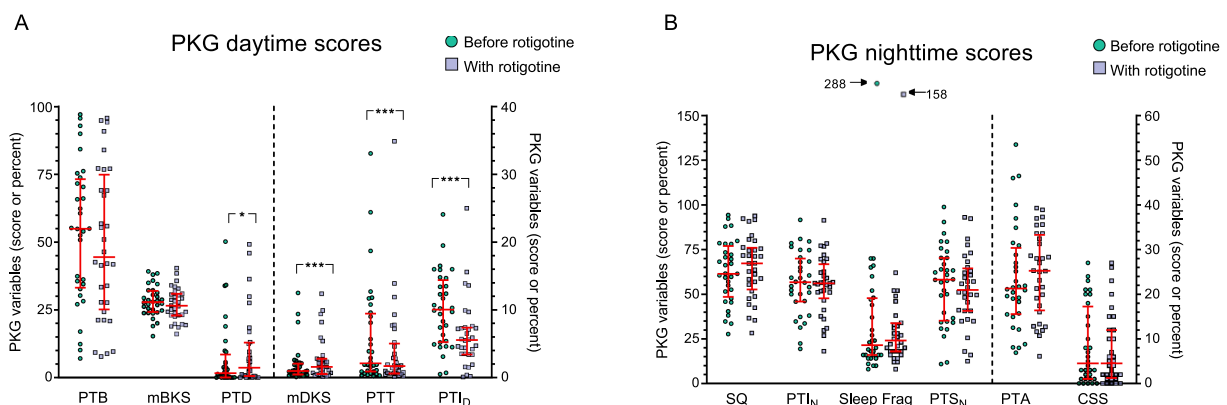 A
PKG daytime scores
Before rotigotine
With rotigotine
PKG variables (score or percent)
100
75
50
25
0
*
***
***
***
40
30
20
10
0
PKG variables (score or percent)
PTB mBKS PTD mDKS PTT PTI_D
B
PKG nighttime scores
Before rotigotine
With rotigotine
288
158
PKG variables (score or percent)
150
125
100
75
50
25
0
60
50
40
30
20
10
0
PKG variables (score or percent)
SQ PTI_N Sleep Frag PTS_N PTA CSS